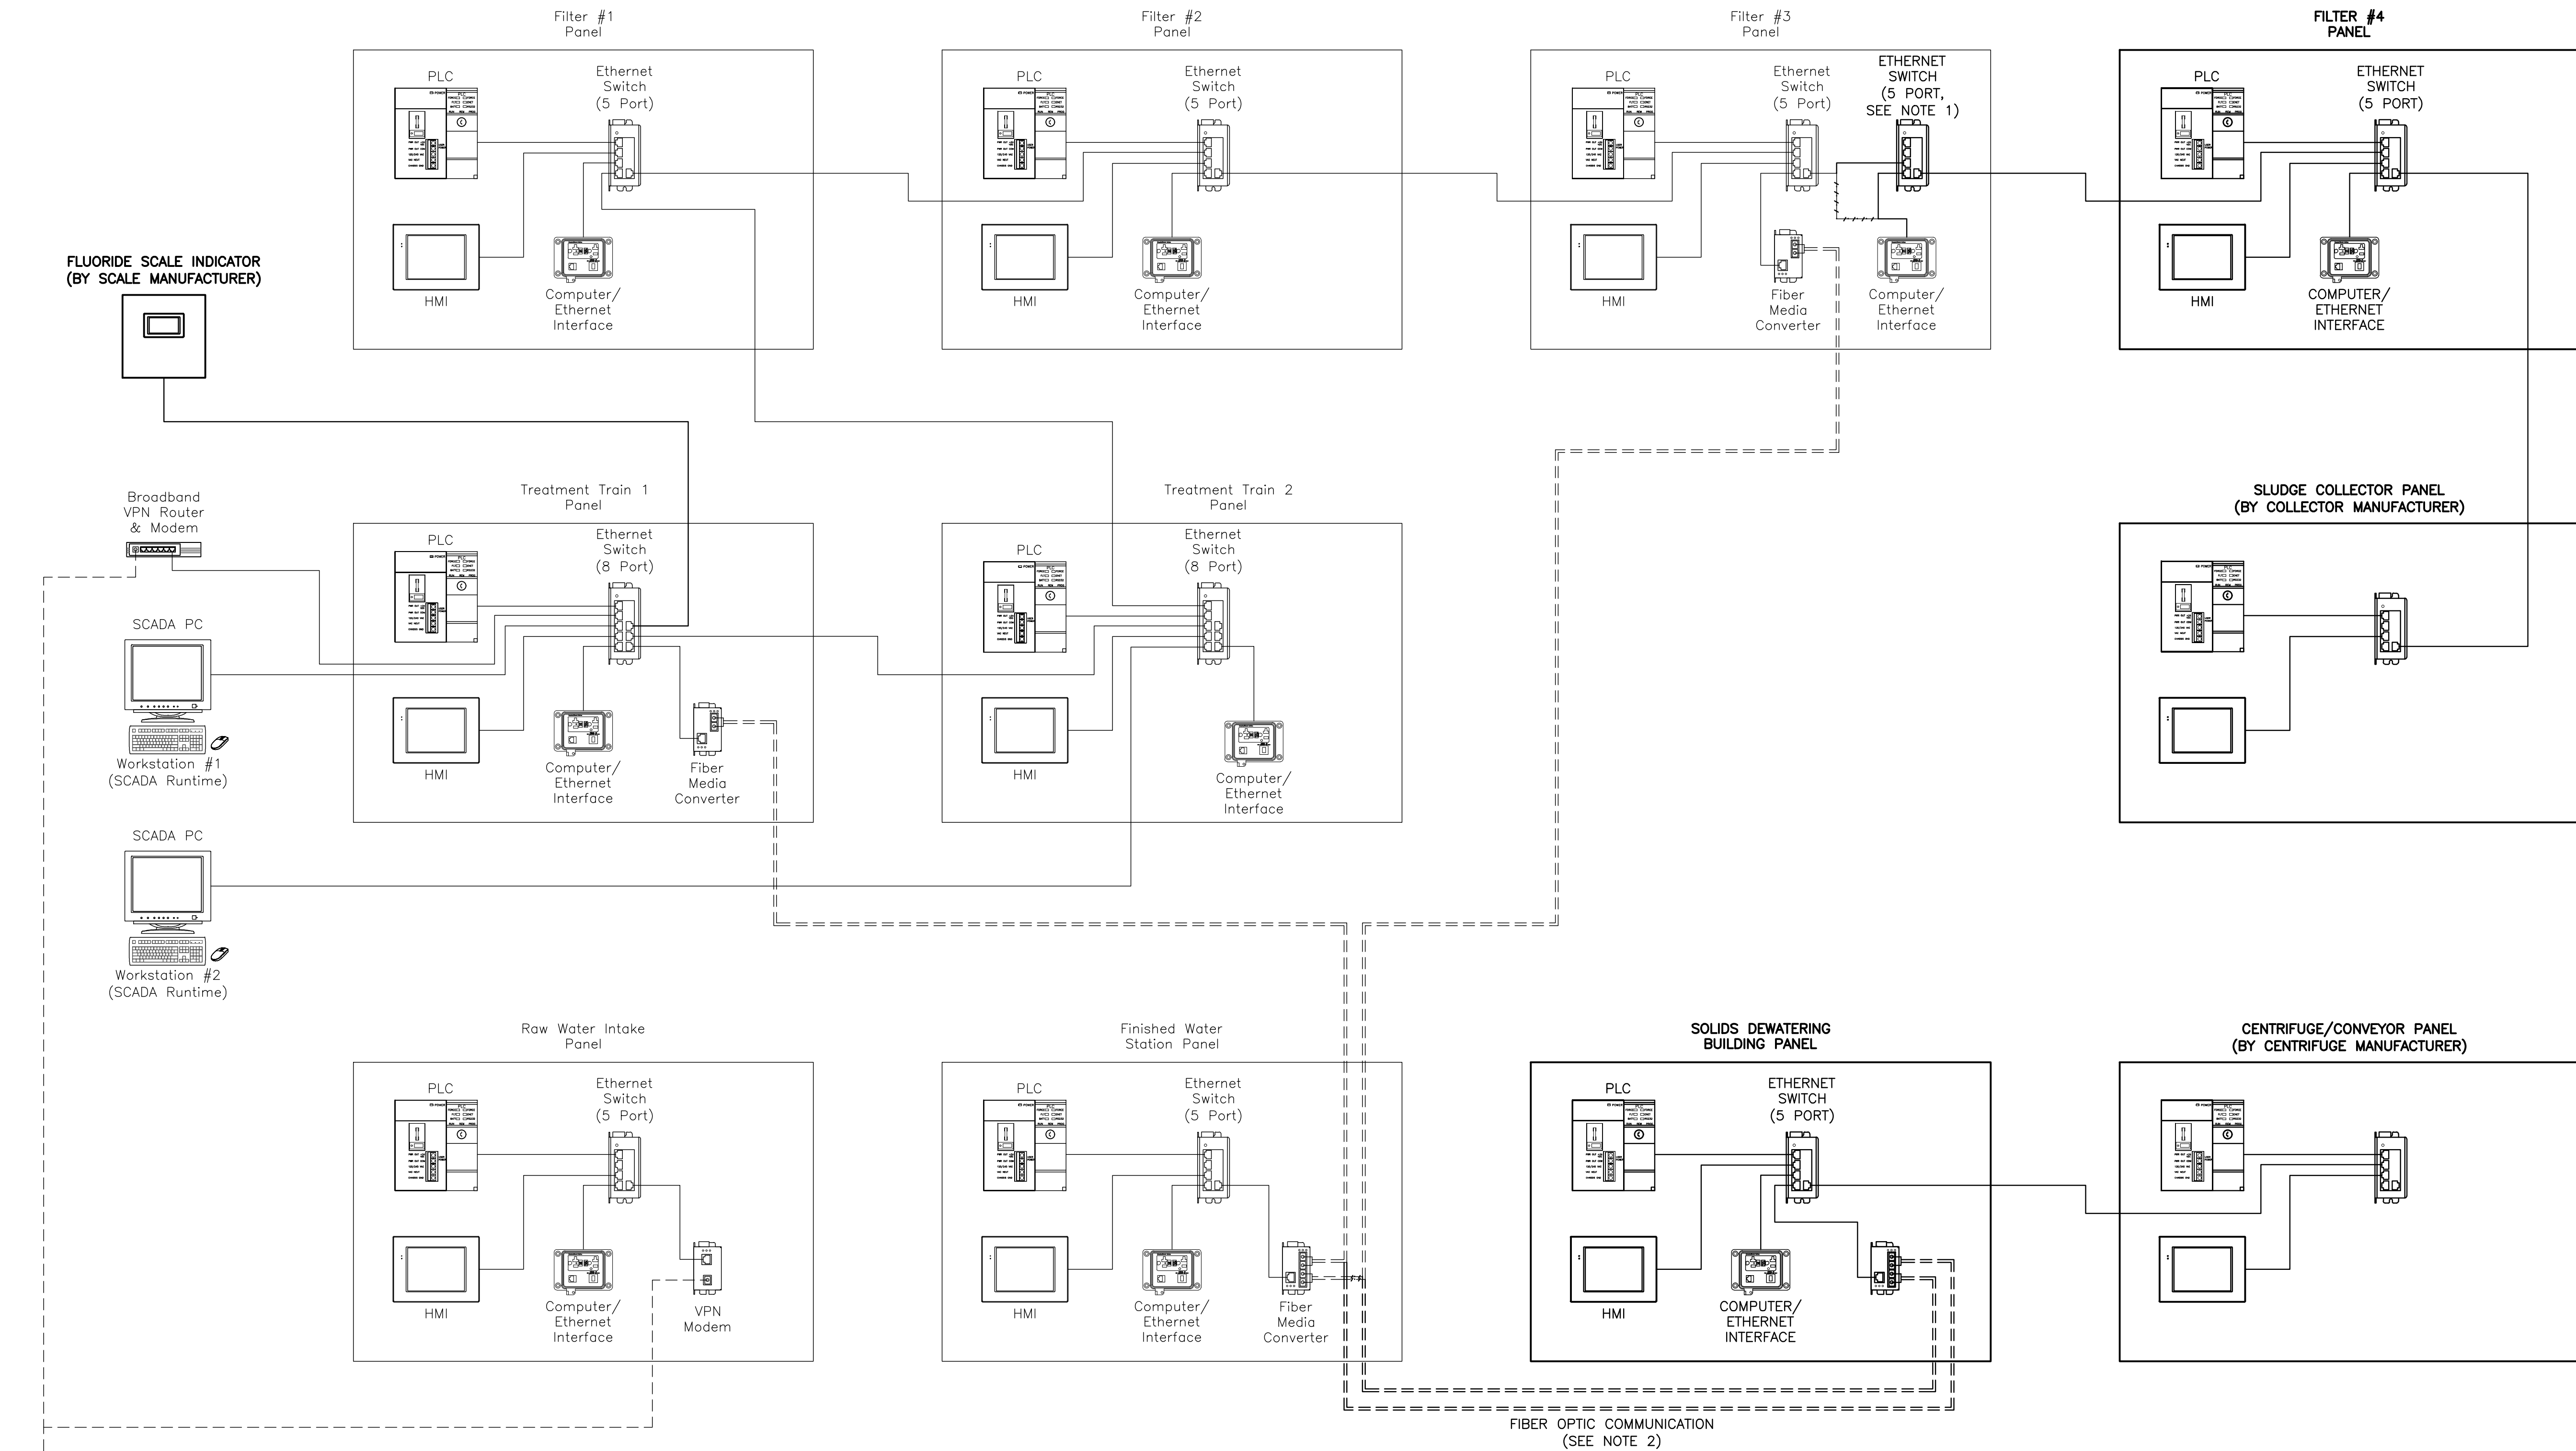 Filter #1
Panel
Filter #2
Panel
Filter #3
Panel
FILTER #4
PANEL
PLC
Ethernet
Switch
(5 Port)
HMI
Computer/
Ethernet
Interface
PLC
Ethernet
Switch
(5 Port)
HMI
Computer/
Ethernet
Interface
PLC
Ethernet
Switch
(5 Port)
ETHERNET
SWITCH
(5 PORT,
SEE NOTE 1)
HMI
Fiber
Media
Converter
Computer/
Ethernet
Interface
PLC
ETHERNET
SWITCH
(5 PORT)
HMI
COMPUTER/
ETHERNET
INTERFACE
FLUORIDE SCALE INDICATOR
(BY SCALE MANUFACTURER)
Broadband
VPN Router
& Modem
SCADA PC
Workstation #1
(SCADA Runtime)
SCADA PC
Workstation #2
(SCADA Runtime)
Treatment Train 1
Panel
PLC
Ethernet
Switch
(8 Port)
HMI
Computer/
Ethernet
Interface
Fiber
Media
Converter
Treatment Train 2
Panel
PLC
Ethernet
Switch
(8 Port)
HMI
Computer/
Ethernet
Interface
SLUDGE COLLECTOR PANEL
(BY COLLECTOR MANUFACTURER)
Raw Water Intake
Panel
PLC
Ethernet
Switch
(5 Port)
HMI
Computer/
Ethernet
Interface
VPN
Modem
Finished Water
Station Panel
PLC
Ethernet
Switch
(5 Port)
HMI
Computer/
Ethernet
Interface
Fiber
Media
Converter
SOLIDS DEWATERING
BUILDING PANEL
PLC
ETHERNET
SWITCH
(5 PORT)
HMI
COMPUTER/
ETHERNET
INTERFACE
CENTRIFUGE/CONVEYOR PANEL
(BY CENTRIFUGE MANUFACTURER)
FIBER OPTIC COMMUNICATION
(SEE NOTE 2)